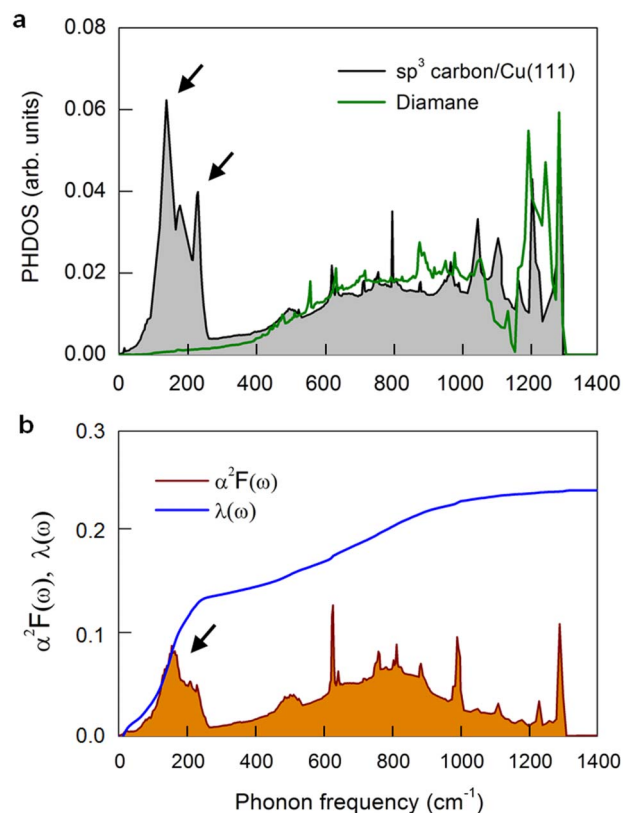 a
0.08
sp³ carbon/Cu(111)
Diamane
0.06
0.04
0.02
0.00
PHDOS (arb. units)
0 200 400 600 800 1000 1200 1400
b
0.3
α²F(ω)
λ(ω)
0.2
0.1
0.0
α²F(ω), λ(ω)
0 200 400 600 800 1000 1200 1400
Phonon frequency (cm⁻¹)